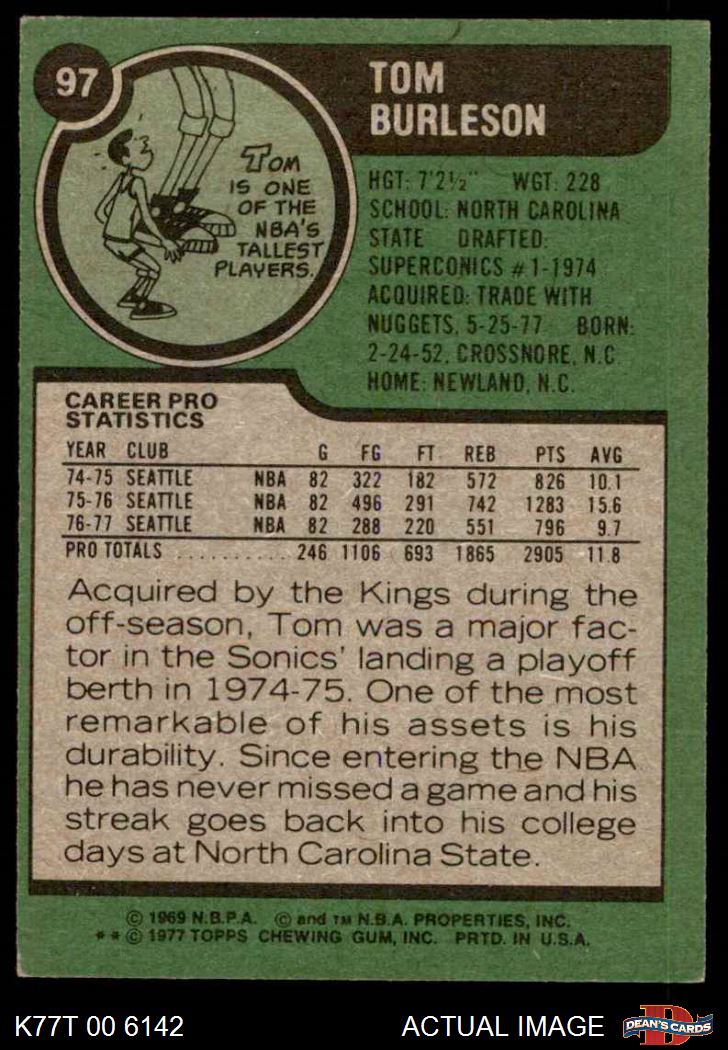 97
TOM
BURLESON
TOM
IS ONE
OF THE
NBA'S
TALLEST
PLAYERS.
HGT: 7'2½" WGT: 228
SCHOOL: NORTH CAROLINA
STATE DRAFTED:
SUPERCONICS #1-1974
ACQUIRED: TRADE WITH
NUGGETS, 5-25-77 BORN:
2-24-52, CROSSNORE, N.C.
HOME: NEWLAND, N.C.
CAREER PRO
STATISTICS
YEAR CLUB G FG FT REB PTS AVG
74-75 SEATTLE NBA 82 322 182 572 826 10.1
75-76 SEATTLE NBA 82 496 291 742 1283 15.6
76-77 SEATTLE NBA 82 288 220 551 796 9.7
PRO TOTALS .......... 246 1106 693 1865 2905 11.8
Acquired by the Kings during the
off-season, Tom was a major fac-
tor in the Sonics' landing a playoff
berth in 1974-75. One of the most
remarkable of his assets is his
durability. Since entering the NBA
he has never missed a game and his
streak goes back into his college
days at North Carolina State.
© 1969 N.B.P.A. © and TM N.B.A. PROPERTIES, INC.
** © 1977 TOPPS CHEWING GUM, INC. PRTD. IN U.S.A.
K77T 00 6142 ACTUAL IMAGE
D
DEAN'S CARDS